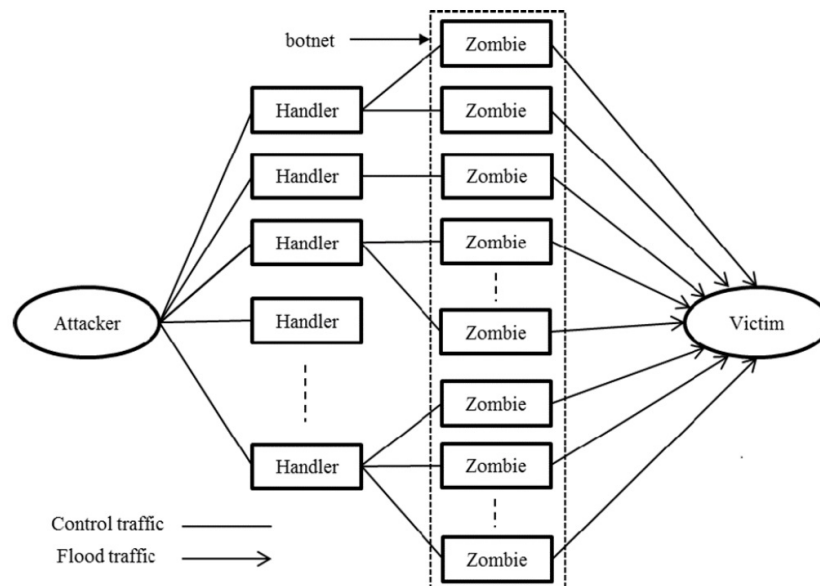 botnet
Zombie
Handler
Zombie
Handler
Zombie
Handler
Zombie
Attacker
Handler
Zombie
Victim
Zombie
Handler
Zombie
Control traffic
Flood traffic
Zombie